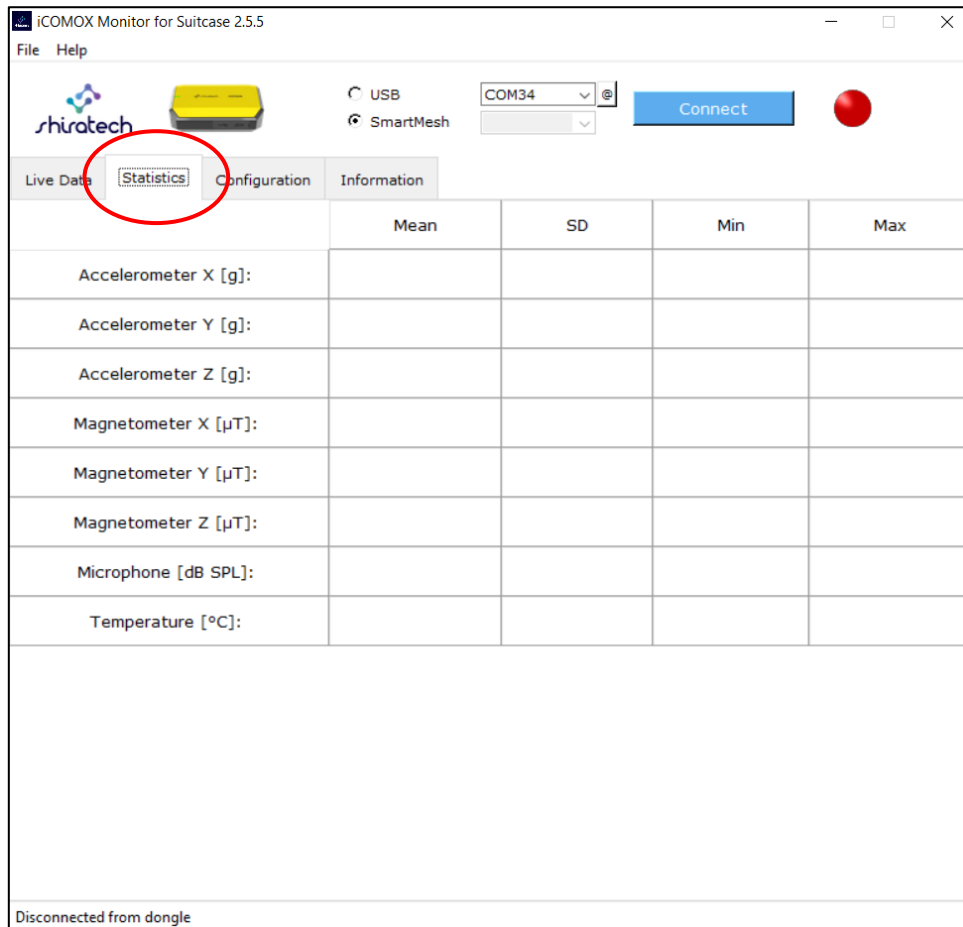 iCOMOX Monitor for Suitcase 2.5.5
File Help
shiratech
USB
COM34
@
SmartMesh
Connect
Live Data Statistics Configuration Information
Mean SD Min Max
Accelerometer X [g]:
Accelerometer Y [g]:
Accelerometer Z [g]:
Magnetometer X [µT]:
Magnetometer Y [µT]:
Magnetometer Z [µT]:
Microphone [dB SPL]:
Temperature [°C]:
Disconnected from dongle